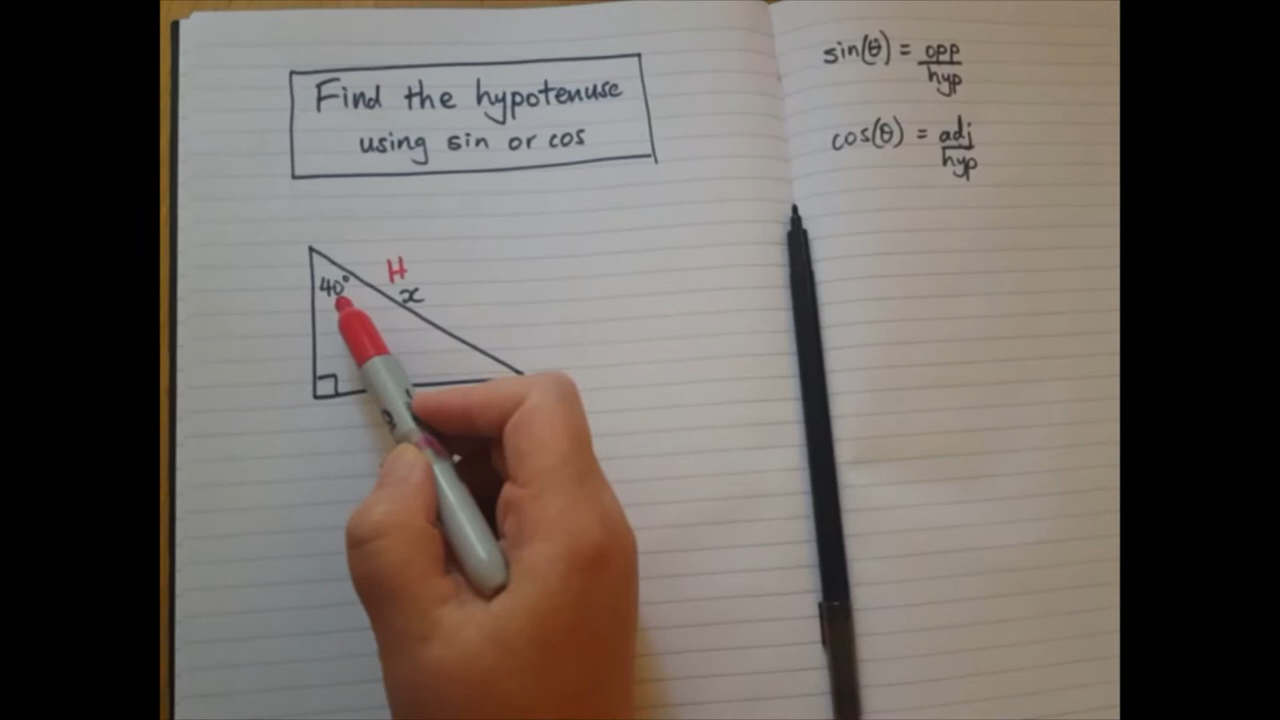 Find the hypotenuse
using sin or cos
sin(θ) = opp
hyp
cos(θ) = adj
hyp
40°
H
x